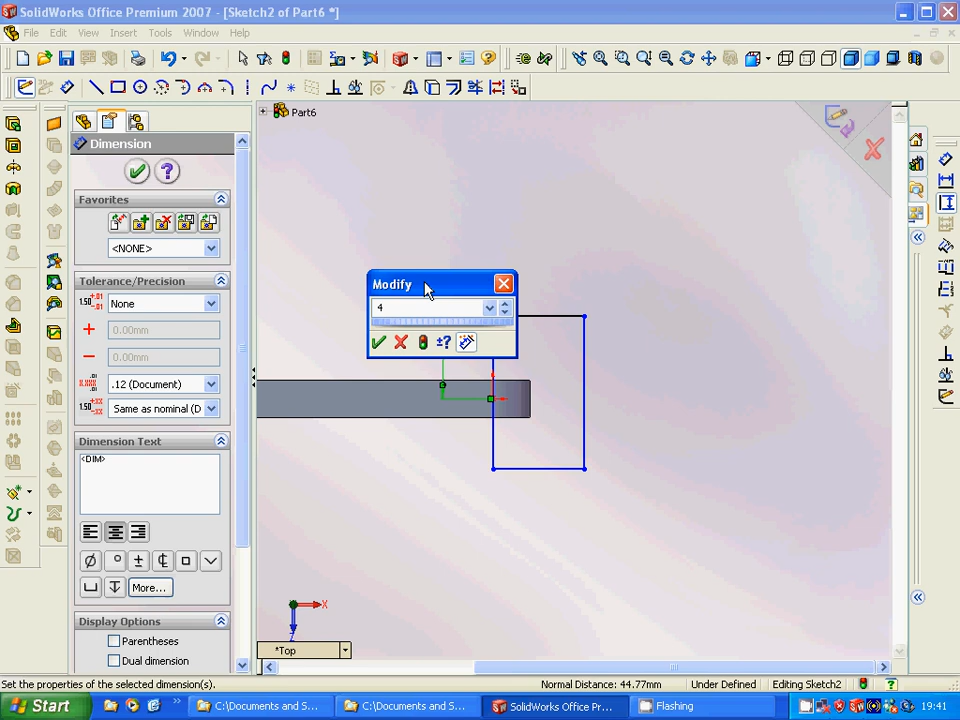 SolidWorks Office Premium 2007 - [Sketch2 of Part6 *]
File Edit View Insert Tools Window Help
Part6
Dimension
Favorites
<NONE>
Tolerance/Precision
None
0.00mm
0.00mm
.12 (Document)
Same as nominal (D
Dimension Text
<DIM>
More...
Display Options
Parentheses
Dual dimension
Modify
4
X
*Top
Set the properties of the selected dimension(s).
Normal Distance: 44.77mm
Under Defined
Editing Sketch2
Start
C:\Documents and S...
C:\Documents and S...
SolidWorks Office Pr...
Flashing
19:41